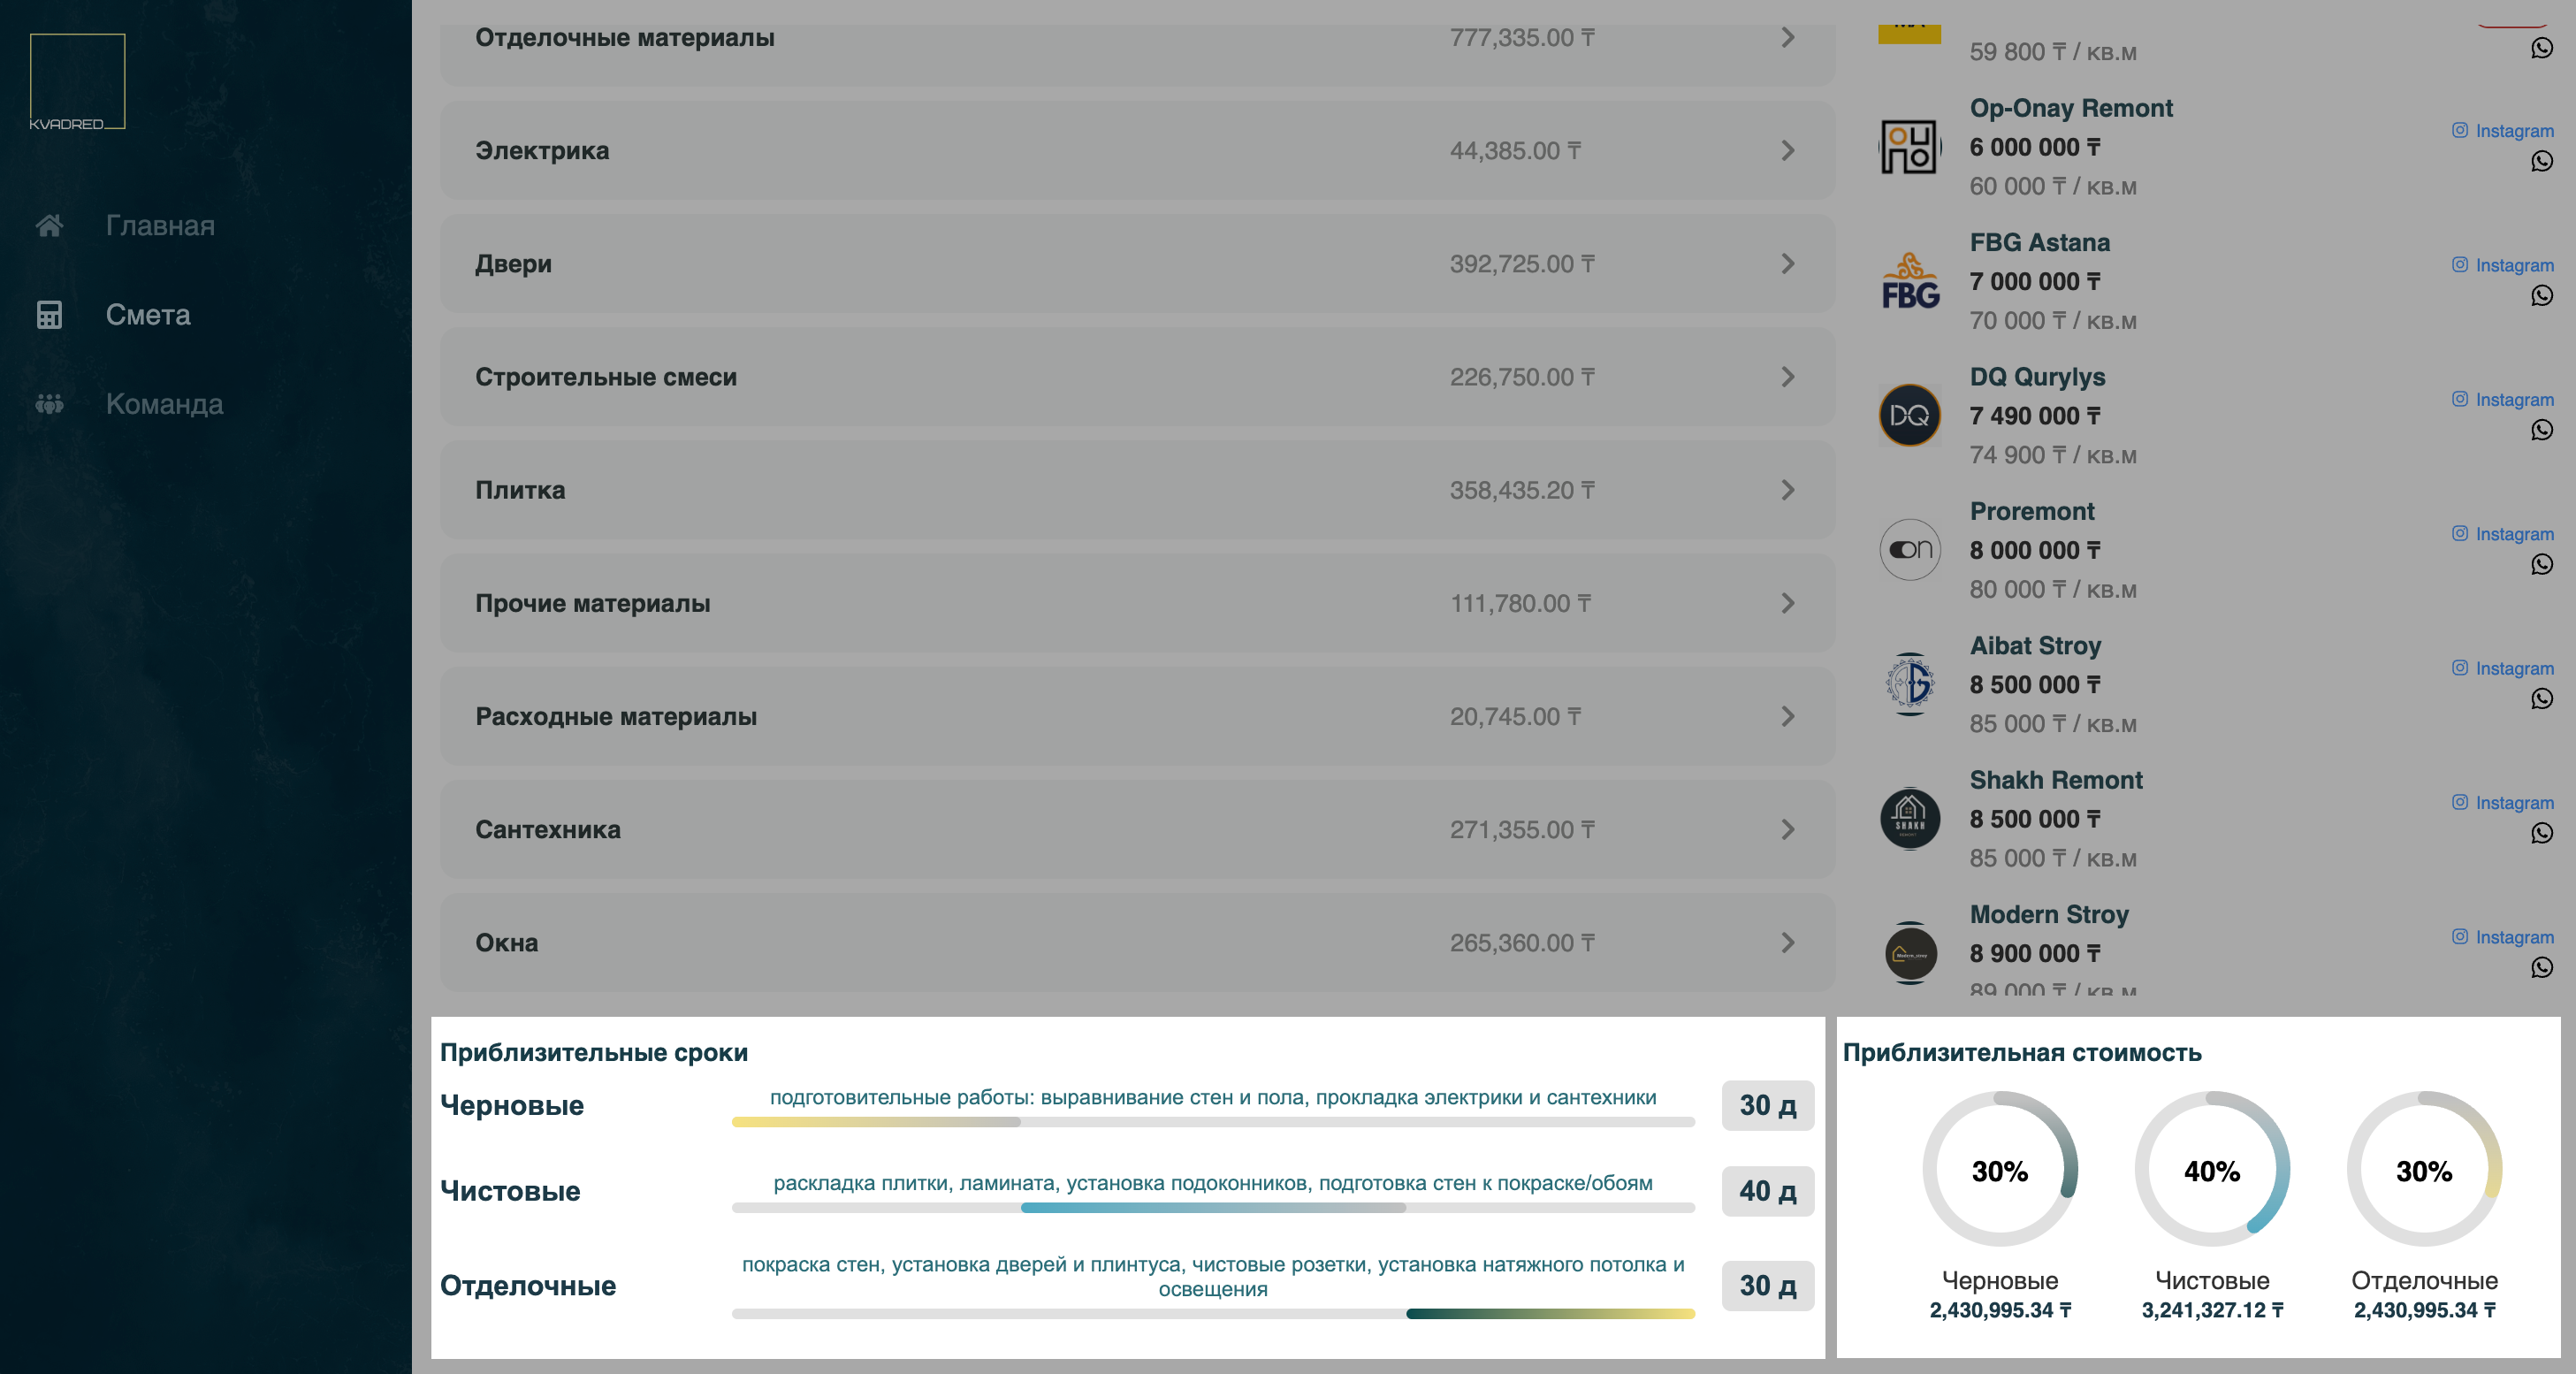 KVADRED
Главная
Смета
Команда
Отделочные материалы
777,335.00 ₸
Электрика
44,385.00 ₸
Двери
392,725.00 ₸
Строительные смеси
226,750.00 ₸
Плитка
358,435.20 ₸
Прочие материалы
111,780.00 ₸
Расходные материалы
20,745.00 ₸
Сантехника
271,355.00 ₸
Окна
265,360.00 ₸
59 800 ₸ / кв.м
Op-Onay Remont
6 000 000 ₸
60 000 ₸ / кв.м
Instagram
FBG
FBG Astana
7 000 000 ₸
70 000 ₸ / кв.м
Instagram
DQ
DQ Qurylys
7 490 000 ₸
74 900 ₸ / кв.м
Instagram
on
Proremont
8 000 000 ₸
80 000 ₸ / кв.м
Instagram
Aibat Stroy
8 500 000 ₸
85 000 ₸ / кв.м
Instagram
SHAKH
Shakh Remont
8 500 000 ₸
85 000 ₸ / кв.м
Instagram
Modern Stroy
8 900 000 ₸
89 000 ₸ / кв.м
Instagram
Приблизительные сроки
Черновые
подготовительные работы: выравнивание стен и пола, прокладка электрики и сантехники
30 д
Чистовые
раскладка плитки, ламината, установка подоконников, подготовка стен к покраске/обоям
40 д
Отделочные
покраска стен, установка дверей и плинтуса, чистовые розетки, установка натяжного потолка и
освещения
30 д
Приблизительная стоимость
30%
Черновые
2,430,995.34 ₸
40%
Чистовые
3,241,327.12 ₸
30%
Отделочные
2,430,995.34 ₸